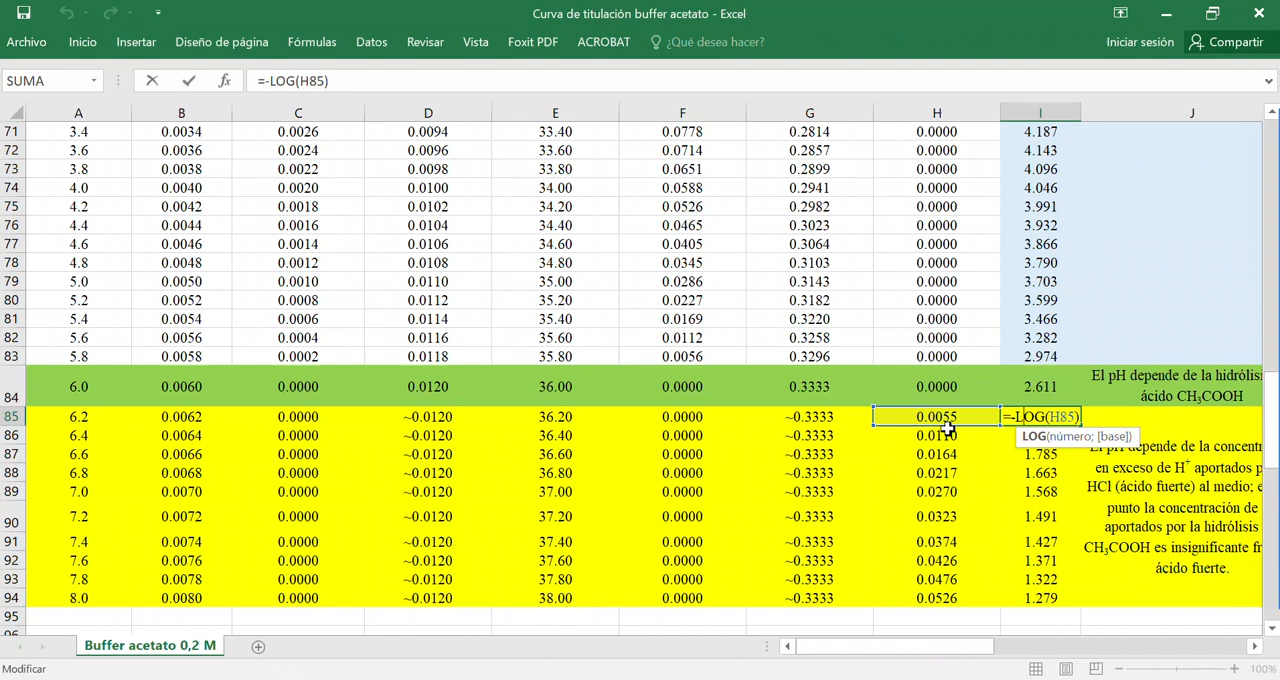 Curva de titulación buffer acetato - Excel
Archivo Inicio Insertar Diseño de página Fórmulas Datos Revisar Vista Foxit PDF ACROBAT ¿Qué desea hacer? Iniciar sesión Compartir
SUMA fx =-LOG(H85)
A B C D E F G H I J
71 3.4 0.0034 0.0026 0.0094 33.40 0.0778 0.2814 0.0000 4.187
72 3.6 0.0036 0.0024 0.0096 33.60 0.0714 0.2857 0.0000 4.143
73 3.8 0.0038 0.0022 0.0098 33.80 0.0651 0.2899 0.0000 4.096
74 4.0 0.0040 0.0020 0.0100 34.00 0.0588 0.2941 0.0000 4.046
75 4.2 0.0042 0.0018 0.0102 34.20 0.0526 0.2982 0.0000 3.991
76 4.4 0.0044 0.0016 0.0104 34.40 0.0465 0.3023 0.0000 3.932
77 4.6 0.0046 0.0014 0.0106 34.60 0.0405 0.3064 0.0000 3.866
78 4.8 0.0048 0.0012 0.0108 34.80 0.0345 0.3103 0.0000 3.790
79 5.0 0.0050 0.0010 0.0110 35.00 0.0286 0.3143 0.0000 3.703
80 5.2 0.0052 0.0008 0.0112 35.20 0.0227 0.3182 0.0000 3.599
81 5.4 0.0054 0.0006 0.0114 35.40 0.0169 0.3220 0.0000 3.466
82 5.6 0.0056 0.0004 0.0116 35.60 0.0112 0.3258 0.0000 3.282
83 5.8 0.0058 0.0002 0.0118 35.80 0.0056 0.3296 0.0000 2.974
84 6.0 0.0060 0.0000 0.0120 36.00 0.0000 0.3333 0.0000 2.611
El pH depende de la hidrólisi
ácido CH₃COOH
85 6.2 0.0062 0.0000 ~0.0120 36.20 0.0000 ~0.3333 0.0055 =-LOG(H85)
LOG(número; [base])
86 6.4 0.0064 0.0000 ~0.0120 36.40 0.0000 ~0.3333 0.0110
87 6.6 0.0066 0.0000 ~0.0120 36.60 0.0000 ~0.3333 0.0164 1.785
88 6.8 0.0068 0.0000 ~0.0120 36.80 0.0000 ~0.3333 0.0217 1.663
89 7.0 0.0070 0.0000 ~0.0120 37.00 0.0000 ~0.3333 0.0270 1.568
90 7.2 0.0072 0.0000 ~0.0120 37.20 0.0000 ~0.3333 0.0323 1.491
91 7.4 0.0074 0.0000 ~0.0120 37.40 0.0000 ~0.3333 0.0374 1.427
92 7.6 0.0076 0.0000 ~0.0120 37.60 0.0000 ~0.3333 0.0426 1.371
93 7.8 0.0078 0.0000 ~0.0120 37.80 0.0000 ~0.3333 0.0476 1.322
94 8.0 0.0080 0.0000 ~0.0120 38.00 0.0000 ~0.3333 0.0526 1.279
El pH depende de la concentr
en exceso de H⁺ aportados p
HCl (ácido fuerte) al medio; e
punto la concentración de
aportados por la hidrólisis
CH₃COOH es insignificante fr
ácido fuerte.
95
96
Buffer acetato 0,2 M
Modificar 100%